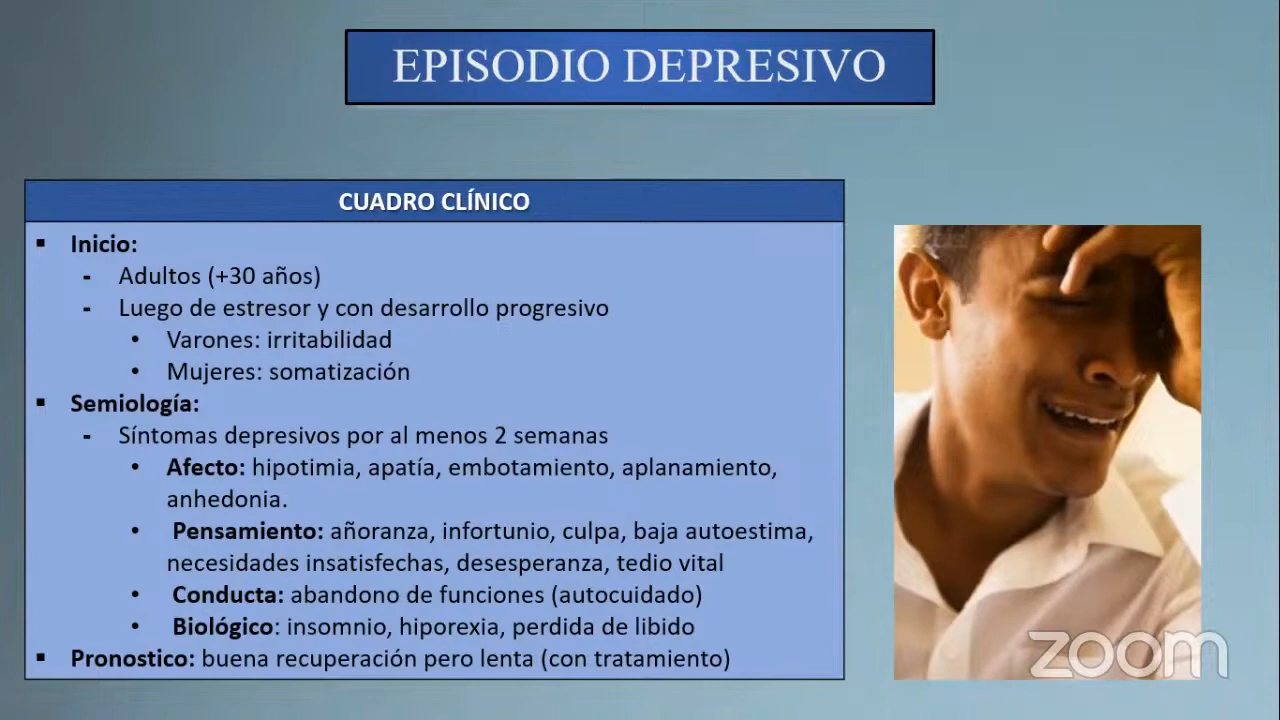 EPISODIO DEPRESIVO
CUADRO CLÍNICO
▪ Inicio:
- Adultos (+30 años)
- Luego de estresor y con desarrollo progresivo
• Varones: irritabilidad
• Mujeres: somatización
▪ Semiología:
- Síntomas depresivos por al menos 2 semanas
• Afecto: hipotimia, apatía, embotamiento, aplanamiento,
anhedonia.
• Pensamiento: añoranza, infortunio, culpa, baja autoestima,
necesidades insatisfechas, desesperanza, tedio vital
• Conducta: abandono de funciones (autocuidado)
• Biológico: insomnio, hiporexia, perdida de libido
▪ Pronostico: buena recuperación pero lenta (con tratamiento)
zoom